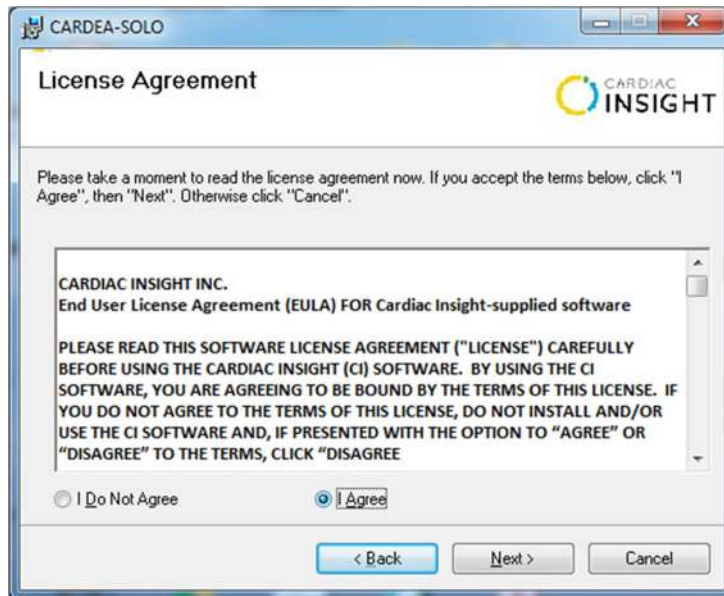 CARDEA-SOLO
License Agreement
CARDIAC
INSIGHT
Please take a moment to read the license agreement now. If you accept the terms below, click "I
Agree", then "Next". Otherwise click "Cancel".
CARDIAC INSIGHT INC.
End User License Agreement (EULA) FOR Cardiac Insight-supplied software
PLEASE READ THIS SOFTWARE LICENSE AGREEMENT ("LICENSE") CAREFULLY
BEFORE USING THE CARDIAC INSIGHT (CI) SOFTWARE.  BY USING THE CI
SOFTWARE, YOU ARE AGREEING TO BE BOUND BY THE TERMS OF THIS LICENSE.  IF
YOU DO NOT AGREE TO THE TERMS OF THIS LICENSE, DO NOT INSTALL AND/OR
USE THE CI SOFTWARE AND, IF PRESENTED WITH THE OPTION TO “AGREE” OR
“DISAGREE” TO THE TERMS, CLICK “DISAGREE
I Do Not Agree
I Agree
< Back
Next >
Cancel